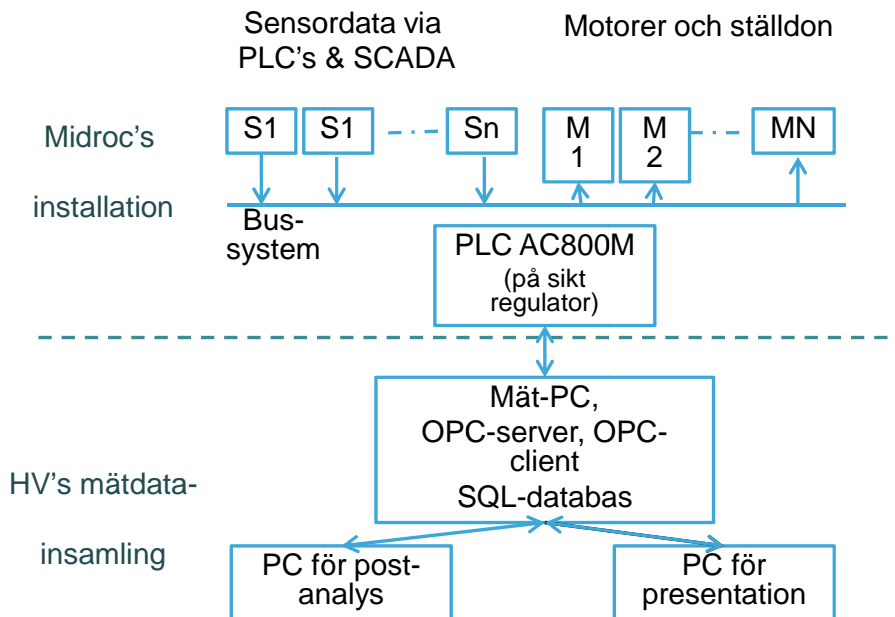 Sensordata via
PLC's & SCADA
Motorer och ställdon
Midroc's
installation
S1
S1
Sn
M
1
M
2
MN
Bus-
system
PLC AC800M
(på sikt
regulator)
HV's mätdata-
insamling
Mät-PC,
OPC-server, OPC-
client
SQL-databas
PC för post-
analys
PC för
presentation